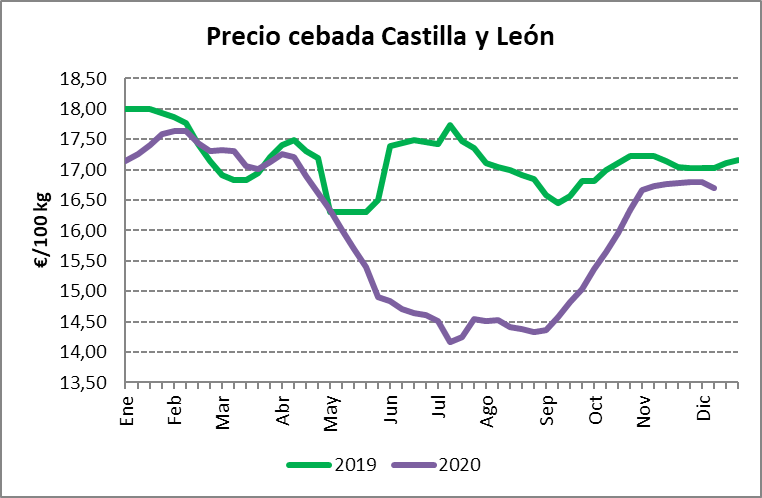 Precio cebada Castilla y León
€/100 kg
18,50
18,00
17,50
17,00
16,50
16,00
15,50
15,00
14,50
14,00
13,50
Ene
Feb
Mar
Abr
May
Jun
Jul
Ago
Sep
Oct
Nov
Dic
2019
2020